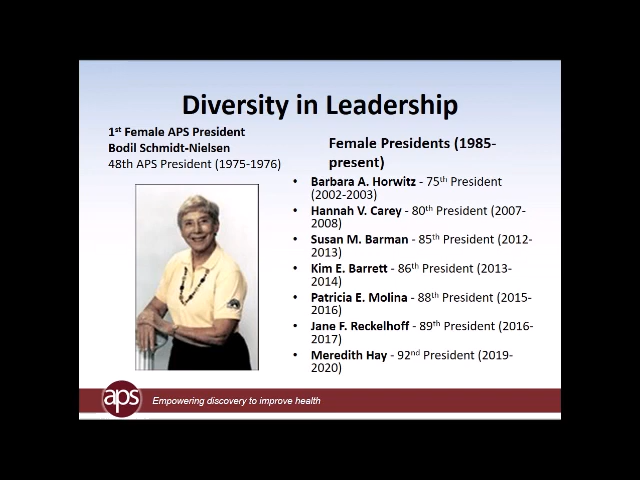 Diversity in Leadership
1st Female APS President
Bodil Schmidt-Nielsen
48th APS President (1975-1976)
Female Presidents (1985-
present)
• Barbara A. Horwitz - 75th President
(2002-2003)
• Hannah V. Carey - 80th President (2007-
2008)
• Susan M. Barman - 85th President (2012-
2013)
• Kim E. Barrett - 86th President (2013-
2014)
• Patricia E. Molina - 88th President (2015-
2016)
• Jane F. Reckelhoff - 89th President (2016-
2017)
• Meredith Hay - 92nd President (2019-
2020)
aps
Empowering discovery to improve health